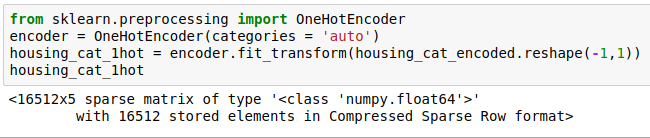 from sklearn.preprocessing import OneHotEncoder
encoder = OneHotEncoder(categories = 'auto')
housing_cat_1hot = encoder.fit_transform(housing_cat_encoded.reshape(-1,1))
housing_cat_1hot
<16512x5 sparse matrix of type '<class 'numpy.float64'>'
        with 16512 stored elements in Compressed Sparse Row format>